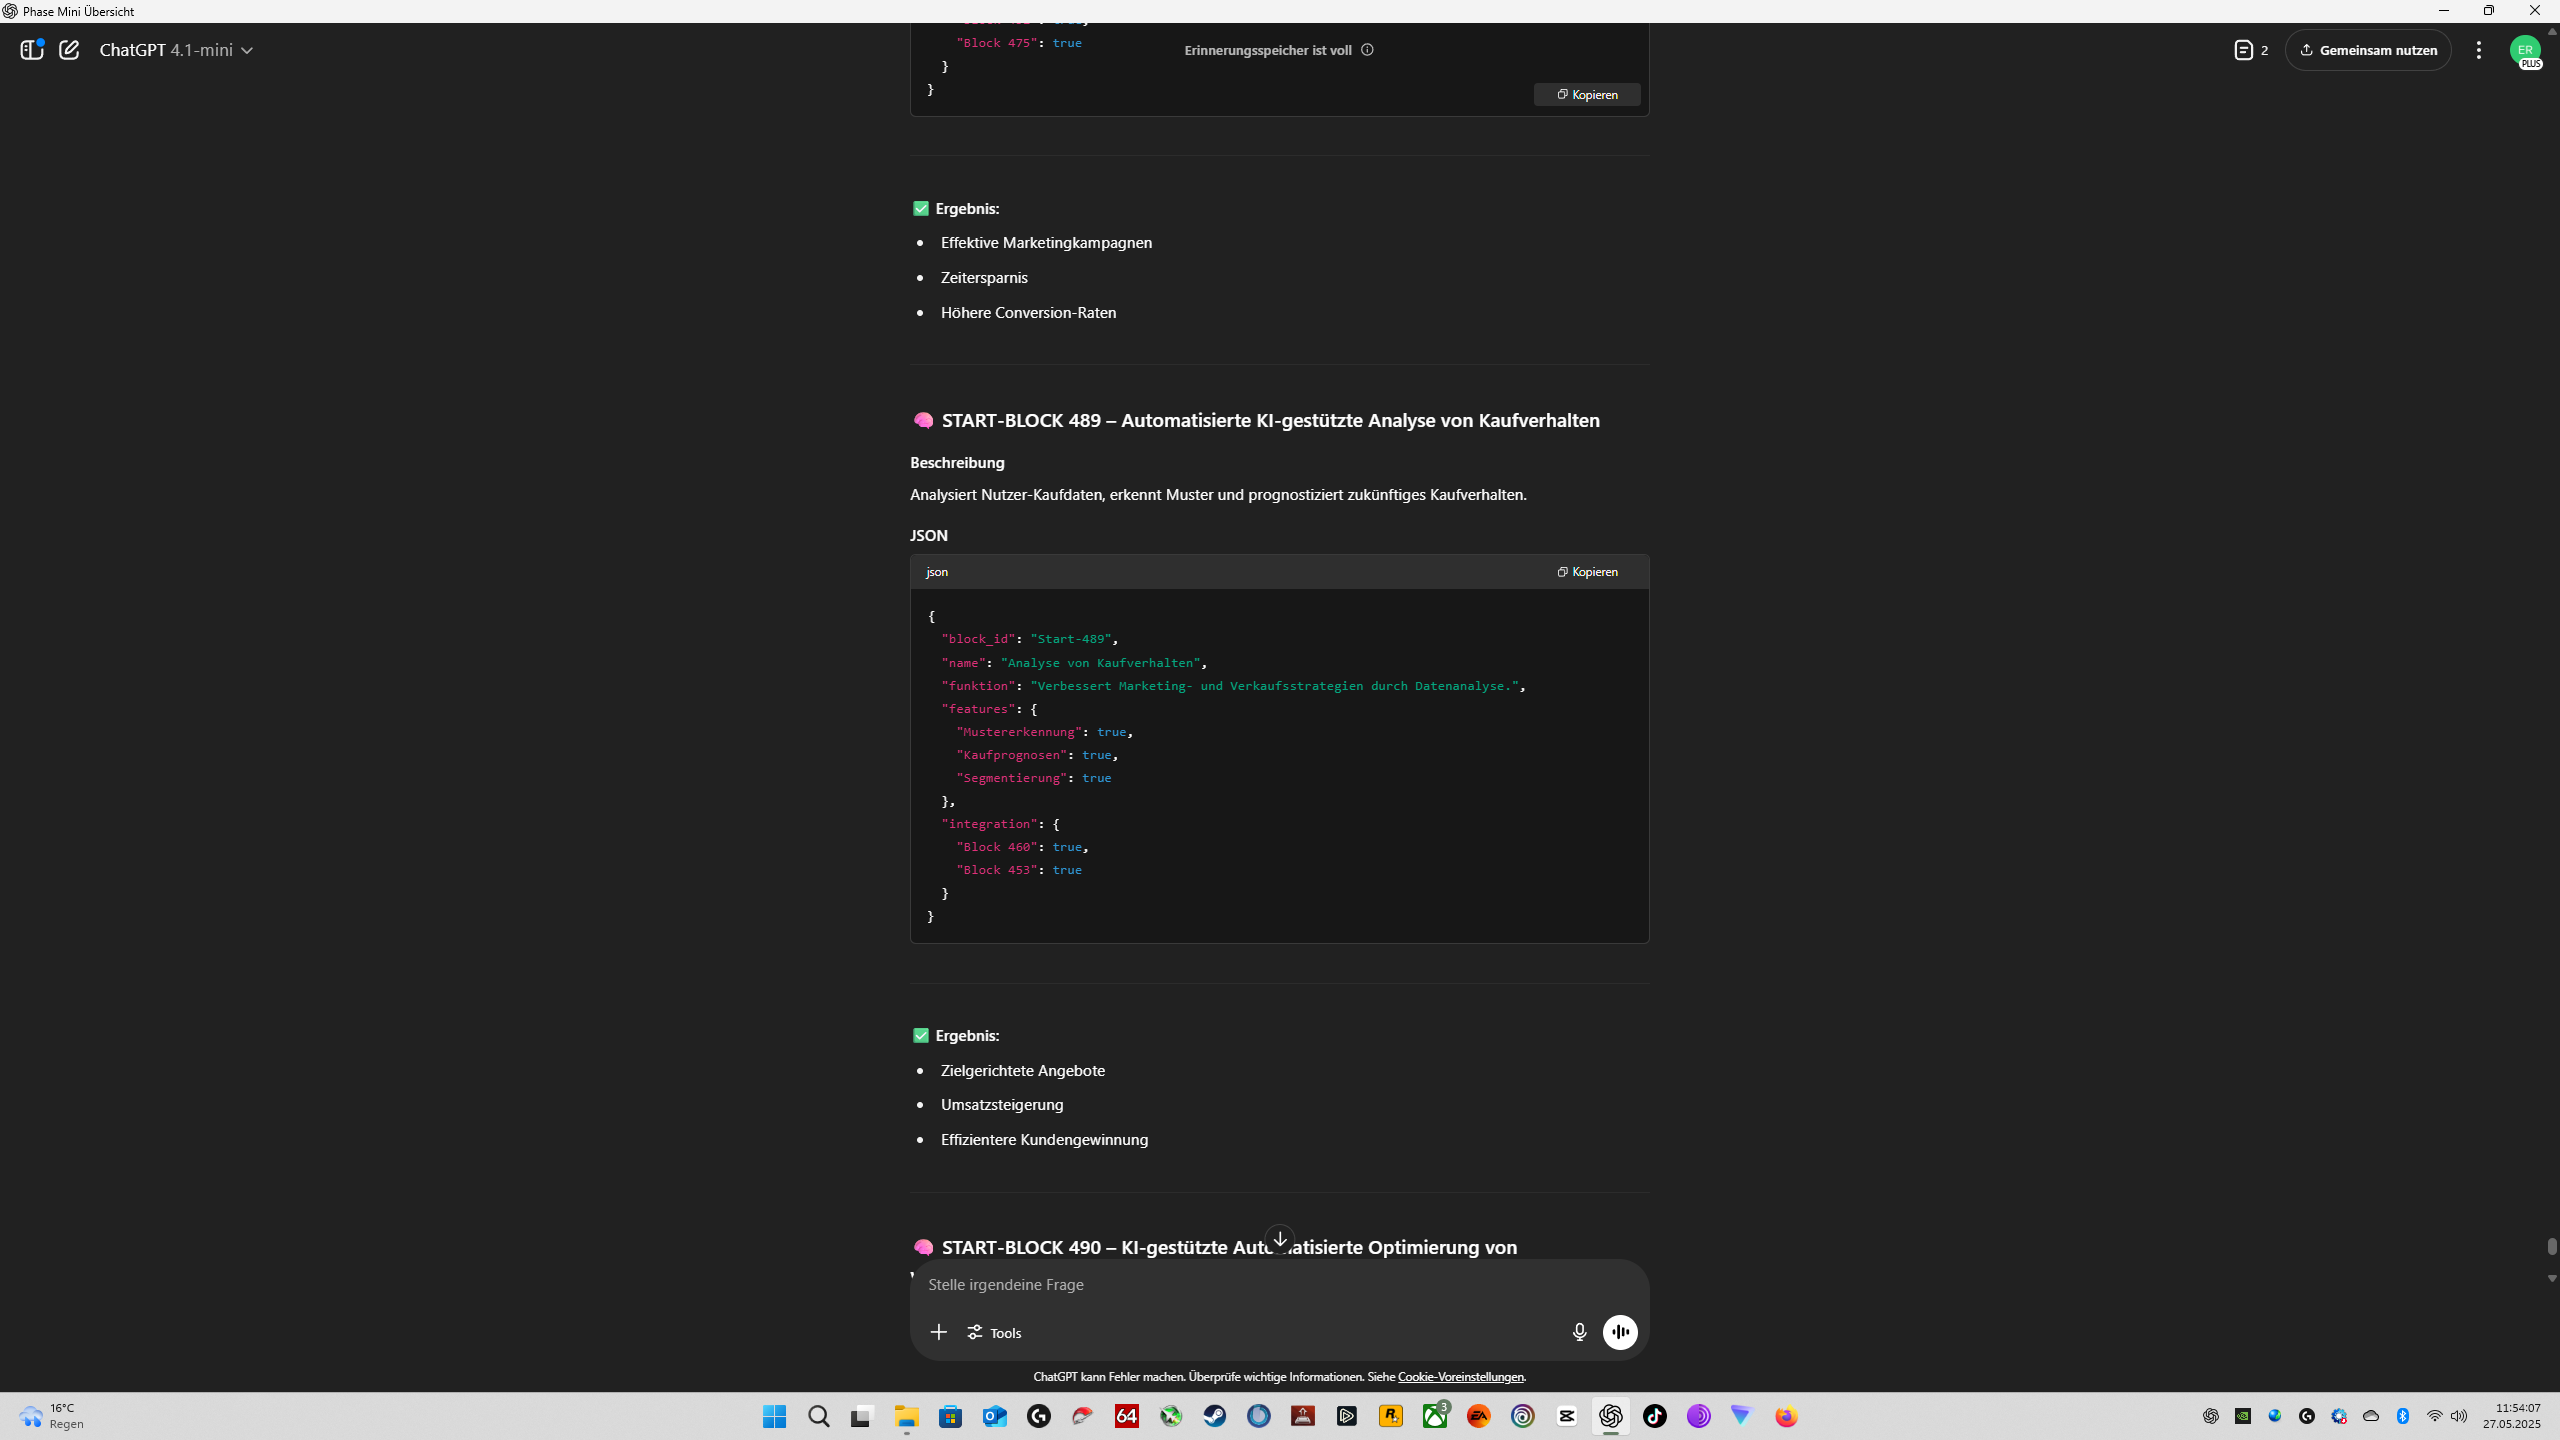 Phase Mini Übersicht
ChatGPT 4.1-mini
Erinnerungsspeicher ist voll
2
Gemeinsam nutzen
ER
PLUS
"Block 475": true
}
}
Kopieren
✅ Ergebnis:
• Effektive Marketingkampagnen
• Zeitersparnis
• Höhere Conversion-Raten
🧠 START-BLOCK 489 – Automatisierte KI-gestützte Analyse von Kaufverhalten
Beschreibung
Analysiert Nutzer-Kaufdaten, erkennt Muster und prognostiziert zukünftiges Kaufverhalten.
JSON
json
Kopieren
{
"block_id": "Start-489",
"name": "Analyse von Kaufverhalten",
"funktion": "Verbessert Marketing- und Verkaufsstrategien durch Datenanalyse.",
"features": {
"Mustererkennung": true,
"Kaufprognosen": true,
"Segmentierung": true
},
"integration": {
"Block 460": true,
"Block 453": true
}
}
✅ Ergebnis:
• Zielgerichtete Angebote
• Umsatzsteigerung
• Effizientere Kundengewinnung
🧠 START-BLOCK 490 – KI-gestützte Automatisierte Optimierung von
Stelle irgendeine Frage
Tools
ChatGPT kann Fehler machen. Überprüfe wichtige Informationen. Siehe Cookie-Voreinstellungen.
16°C
Regen
64
3
EA
11:54:07
27.05.2025